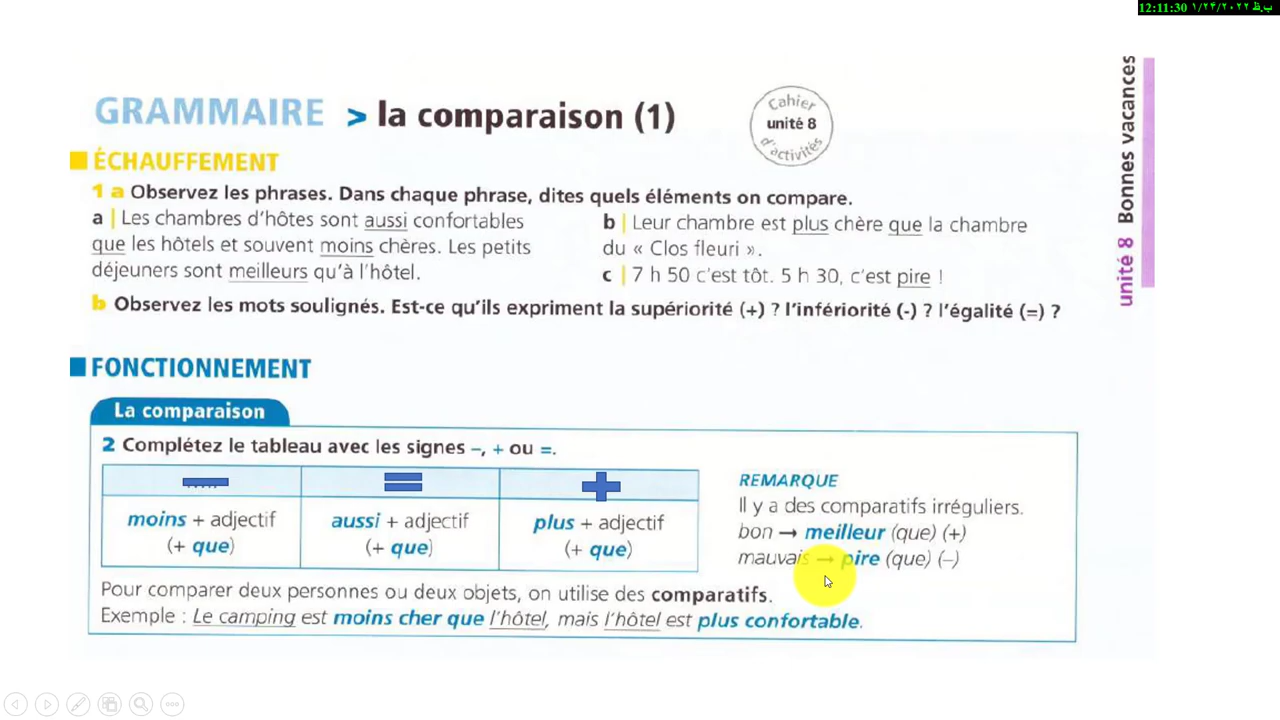 12:11:30 ۱/۲۴/۲۰۲۲ ب.ظ
GRAMMAIRE > la comparaison (1)
Cahier
unité 8
d'activités
unité 8 Bonnes vacances
ÉCHAUFFEMENT
1 a Observez les phrases. Dans chaque phrase, dites quels éléments on compare.
a | Les chambres d'hôtes sont aussi confortables
que les hôtels et souvent moins chères. Les petits
déjeuners sont meilleurs qu'à l'hôtel.
b | Leur chambre est plus chère que la chambre
du « Clos fleuri ».
c | 7 h 50 c'est tôt. 5 h 30, c'est pire !
b Observez les mots soulignés. Est-ce qu'ils expriment la supériorité (+) ? l'infériorité (-) ? l'égalité (=) ?
FONCTIONNEMENT
La comparaison
2 Complétez le tableau avec les signes –, + ou =.
– = +
moins + adjectif
(+ que)
aussi + adjectif
(+ que)
plus + adjectif
(+ que)
REMARQUE
Il y a des comparatifs irréguliers.
bon → meilleur (que) (+)
mauvais → pire (que) (–)
Pour comparer deux personnes ou deux objets, on utilise des comparatifs.
Exemple : Le camping est moins cher que l'hôtel, mais l'hôtel est plus confortable.